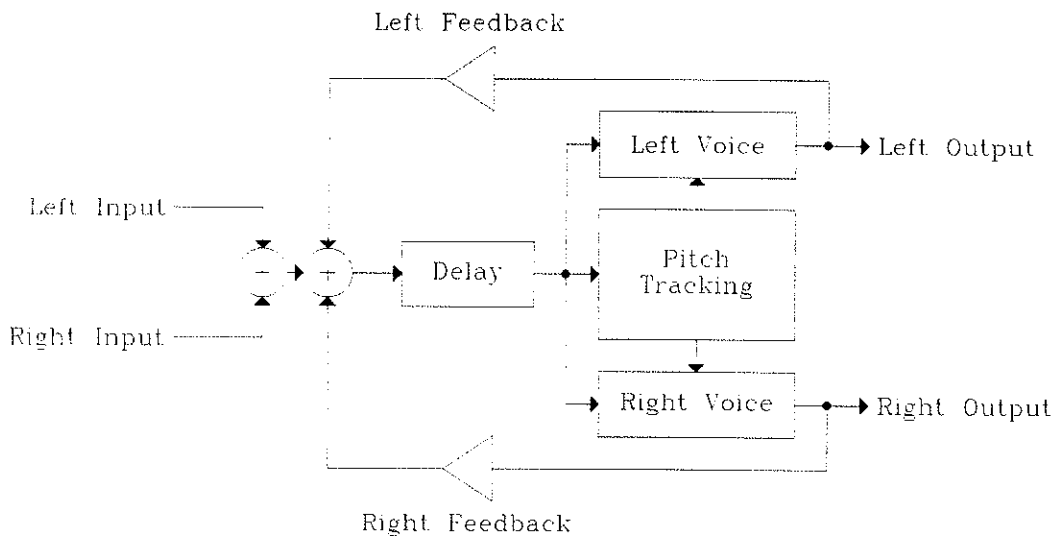 Left Feedback
Left Voice
Left Output
Left Input
Delay
Pitch
Tracking
Right Input
Right Voice
Right Output
Right Feedback